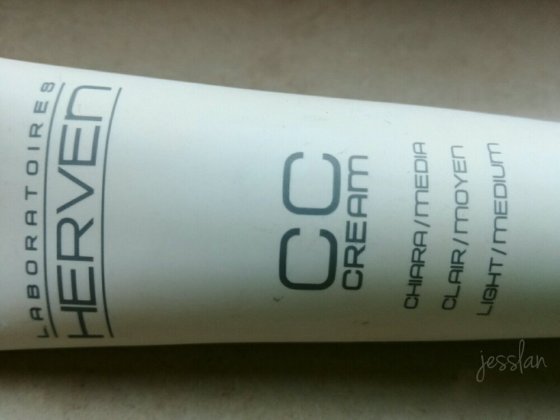 LABORATOIRES
HERVEN
CC
CREAM
CHIARA/MEDIA
CLAIR/MOYEN
LIGHT/MEDIUM
jesslan